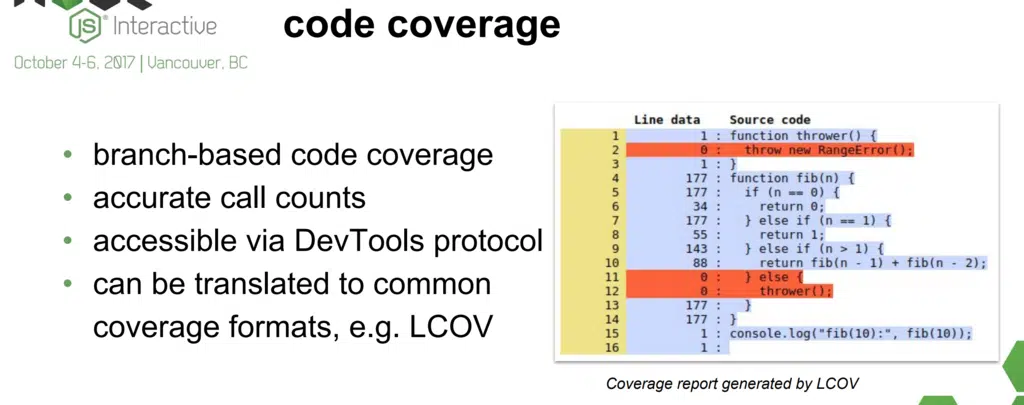 JS Interactive
October 4-6, 2017 | Vancouver, BC
code coverage
• branch-based code coverage
• accurate call counts
• accessible via DevTools protocol
• can be translated to common
coverage formats, e.g. LCOV
Line data Source code
1 1 : function thrower() {
2 0 : throw new RangeError();
3 1 : }
4 177 : function fib(n) {
5 177 : if (n == 0) {
6 34 : return 0;
7 177 : } else if (n == 1) {
8 55 : return 1;
9 143 : } else if (n > 1) {
10 88 : return fib(n - 1) + fib(n - 2);
11 0 : } else {
12 0 : thrower();
13 177 : }
14 177 : }
15 1 : console.log("fib(10):", fib(10));
16 1 :
Coverage report generated by LCOV